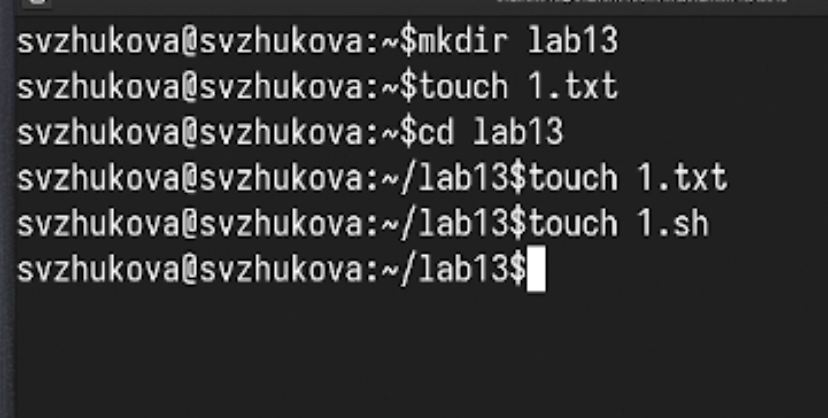 svzhukova@svzhukova:~$mkdir lab13
svzhukova@svzhukova:~$touch 1.txt
svzhukova@svzhukova:~$cd lab13
svzhukova@svzhukova:~/lab13$touch 1.txt
svzhukova@svzhukova:~/lab13$touch 1.sh
svzhukova@svzhukova:~/lab13$